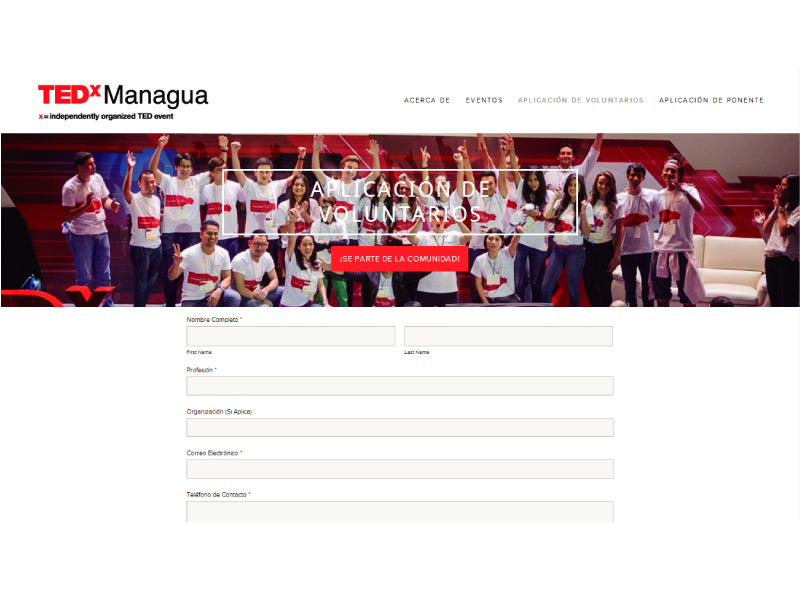 TEDxManagua
x = independently organized TED event
ACERCA DE EVENTOS APLICACIÓN DE VOLUNTARIOS APLICACIÓN DE PONENTE
APLICACIÓN DE
VOLUNTARIOS
¡SE PARTE DE LA COMUNIDAD!
Nombre Completo *
First Name Last Name
Profesión *
Organización (Si Aplica)
Correo Electrónico *
Teléfono de Contacto *